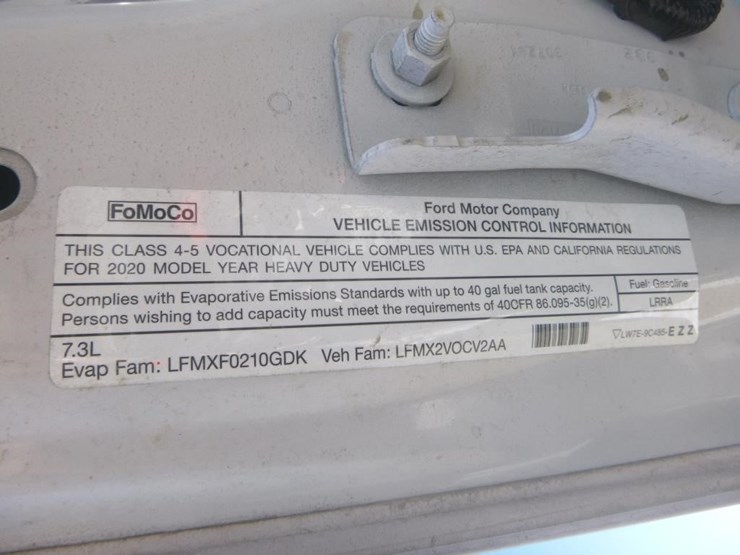 FoMoCo
Ford Motor Company
VEHICLE EMISSION CONTROL INFORMATION
THIS CLASS 4-5 VOCATIONAL VEHICLE COMPLIES WITH U.S. EPA AND CALIFORNIA REGULATIONS
FOR 2020 MODEL YEAR HEAVY DUTY VEHICLES
Complies with Evaporative Emissions Standards with up to 40 gal fuel tank capacity.
Persons wishing to add capacity must meet the requirements of 40CFR 86.095-35(g)(2).
Fuel: Gasoline
LRRA
7.3L
Evap Fam: LFMXF0210GDK Veh Fam: LFMX2VOCV2AA
LW7E-9C485-EZZ